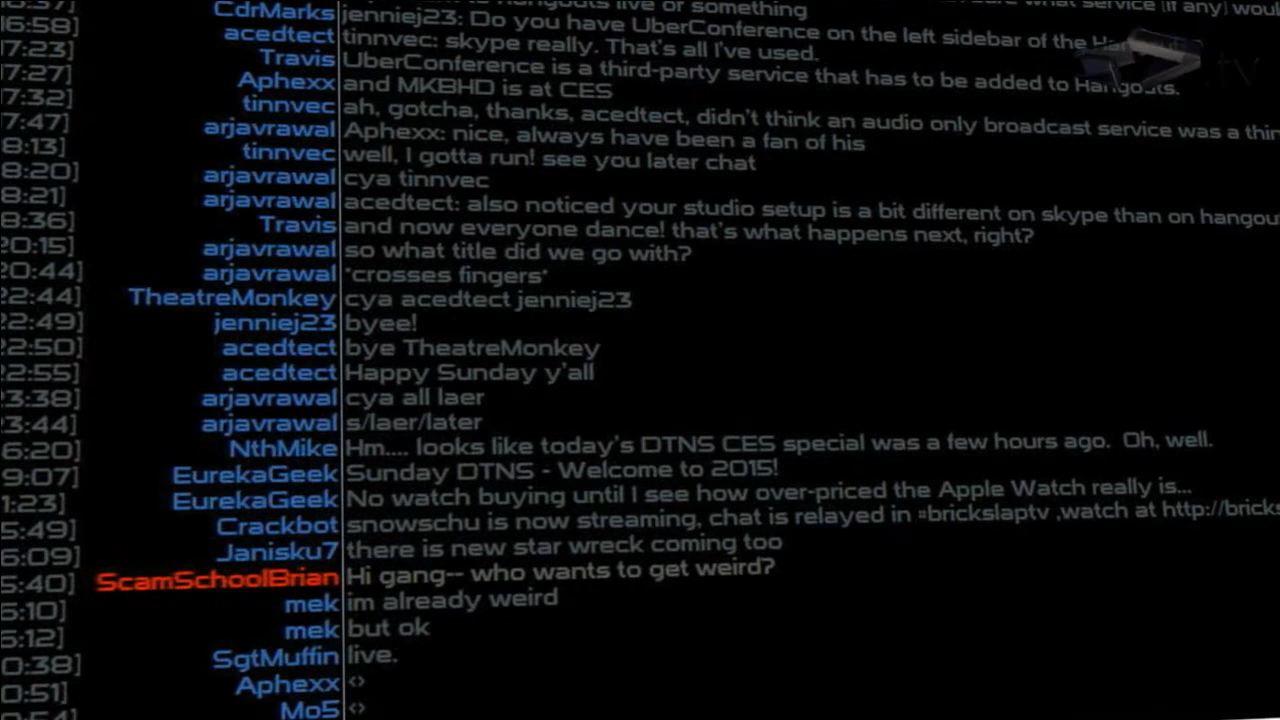 CdrMarks jenniej23: Do you have UberConference on the left sidebar of the
6:58] acedtect tinnvec: skype really. That's all I've used.
7:23] Travis UberConference is a third-party service that has to be added to Hangouts.
7:27] Aphexx and MKBHD is at CES
7:32] tinnvec ah, gotcha, thanks, acedtect, didn't think an audio only broadcast service was a thin
7:47] arjavrawal Aphexx: nice, always have been a fan of his
8:13] tinnvec well, I gotta run! see you later chat
8:20] arjavrawal cya tinnvec
8:21] arjavrawal acedtect: also noticed your studio setup is a bit different on skype than on hangou
8:36] Travis and now everyone dance! that's what happens next, right?
20:15] arjavrawal so what title did we go with?
20:44] arjavrawal *crosses fingers*
22:44] TheatreMonkey cya acedtect jenniej23
22:49] jenniej23 byee!
22:50] acedtect bye TheatreMonkey
22:55] acedtect Happy Sunday y'all
23:38] arjavrawal cya all laer
3:44] arjavrawal s/laer/later
6:20] NthMike Hm.... looks like today's DTNS CES special was a few hours ago. Oh, well.
9:07] EurekaGeek Sunday DTNS - Welcome to 2015!
1:23] EurekaGeek No watch buying until I see how over-priced the Apple Watch really is...
5:49] Crackbot snowschu is now streaming, chat is relayed in #brickslaptv ,watch at http://bricks
6:09] Janisku7 there is new star wreck coming too
5:40] ScamSchoolBrian Hi gang-- who wants to get weird?
6:10] mek im already weird
6:12] mek but ok
0:38] SgtMuffin live.
0:51] Aphexx <>
Mo5 <>
.tv